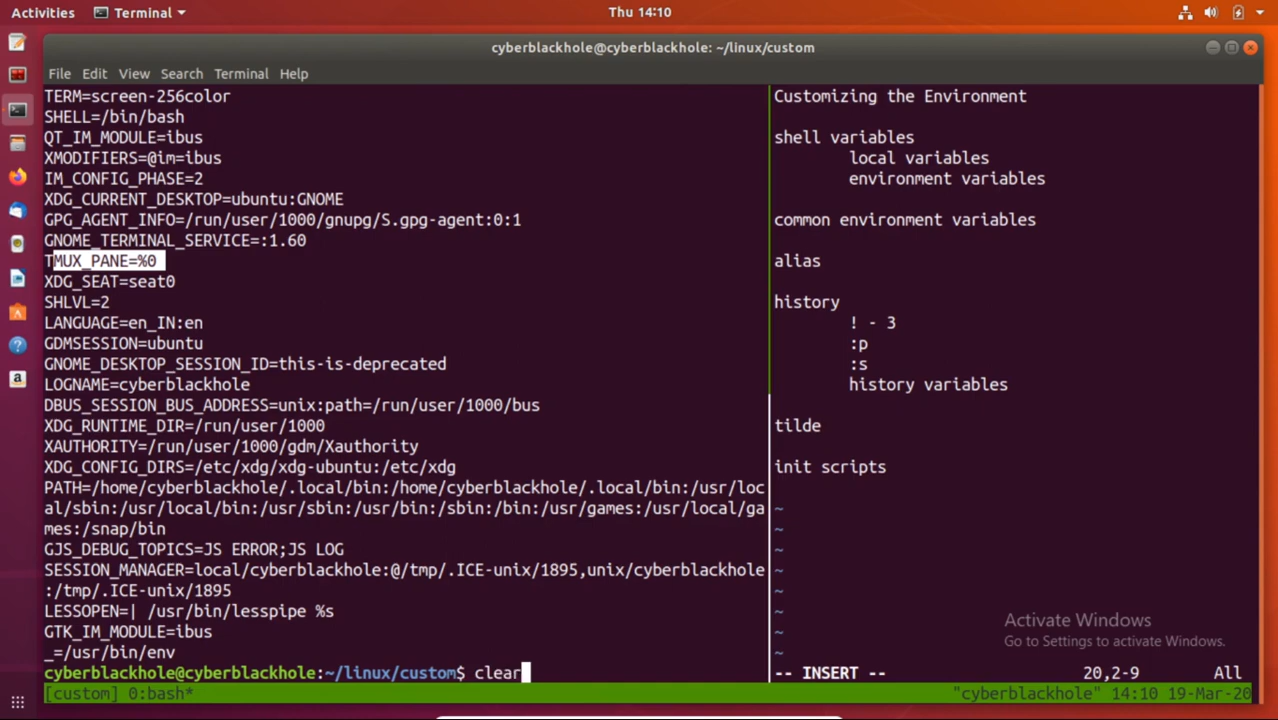 Activities Terminal Thu 14:10
cyberblackhole@cyberblackhole: ~/linux/custom
File Edit View Search Terminal Help
TERM=screen-256color
SHELL=/bin/bash
QT_IM_MODULE=ibus
XMODIFIERS=@im=ibus
IM_CONFIG_PHASE=2
XDG_CURRENT_DESKTOP=ubuntu:GNOME
GPG_AGENT_INFO=/run/user/1000/gnupg/S.gpg-agent:0:1
GNOME_TERMINAL_SERVICE=:1.60
TMUX_PANE=%0
XDG_SEAT=seat0
SHLVL=2
LANGUAGE=en_IN:en
GDMSESSION=ubuntu
GNOME_DESKTOP_SESSION_ID=this-is-deprecated
LOGNAME=cyberblackhole
DBUS_SESSION_BUS_ADDRESS=unix:path=/run/user/1000/bus
XDG_RUNTIME_DIR=/run/user/1000
XAUTHORITY=/run/user/1000/gdm/Xauthority
XDG_CONFIG_DIRS=/etc/xdg/xdg-ubuntu:/etc/xdg
PATH=/home/cyberblackhole/.local/bin:/home/cyberblackhole/.local/bin:/usr/loc
al/sbin:/usr/local/bin:/usr/sbin:/usr/bin:/sbin:/bin:/usr/games:/usr/local/ga
mes:/snap/bin
GJS_DEBUG_TOPICS=JS ERROR;JS LOG
SESSION_MANAGER=local/cyberblackhole:@/tmp/.ICE-unix/1895,unix/cyberblackhole
:/tmp/.ICE-unix/1895
LESSOPEN=| /usr/bin/lesspipe %s
GTK_IM_MODULE=ibus
_=/usr/bin/env
cyberblackhole@cyberblackhole:~/linux/custom$ clear
Customizing the Environment
shell variables
local variables
environment variables
common environment variables
alias
history
! - 3
:p
:s
history variables
tilde
init scripts
~
~
~
~
~
~
~
~
Activate Windows
Go to Settings to activate Windows.
-- INSERT -- 20,2-9 All
[custom] 0:bash* "cyberblackhole" 14:10 19-Mar-20